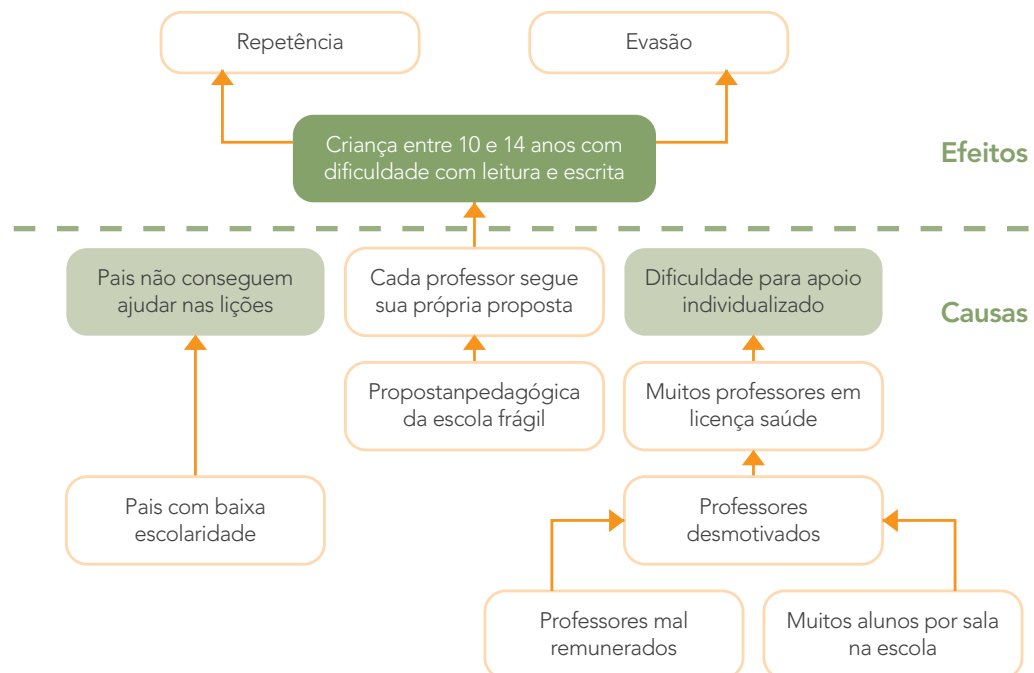 Repetência
Evasão
Criança entre 10 e 14 anos com
dificuldade com leitura e escrita
Efeitos
Pais não conseguem
ajudar nas lições
Cada professor segue
sua própria proposta
Dificuldade para apoio
individualizado
Causas
Propostanpedagógica
da escola frágil
Muitos professores em
licença saúde
Pais com baixa
escolaridade
Professores
desmotivados
Professores mal
remunerados
Muitos alunos por sala
na escola